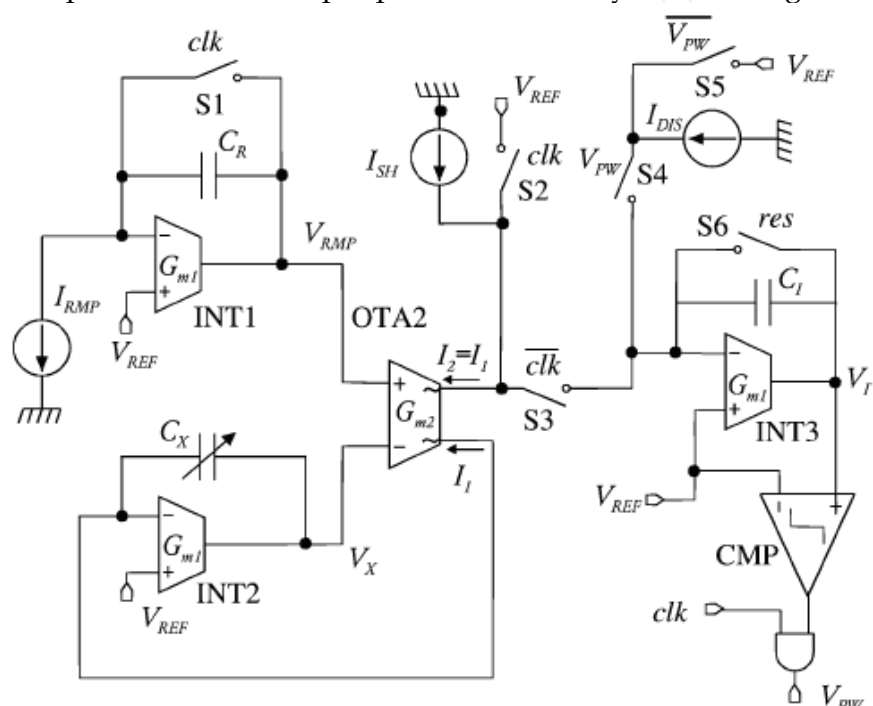 clk
S1
C_R
I_RMP
G_m1
V_REF
INT1
V_RMP
I_SH
V_REF
clk
S2
\overline{V_PW}
S5
V_REF
I_DIS
V_PW
S4
S6
res
C_I
G_m1
INT3
V_I
OTA2
G_m2
I_2=I_1
I_1
\overline{clk}
S3
C_X
G_m1
V_REF
INT2
V_X
V_REF
CMP
clk
V_PW